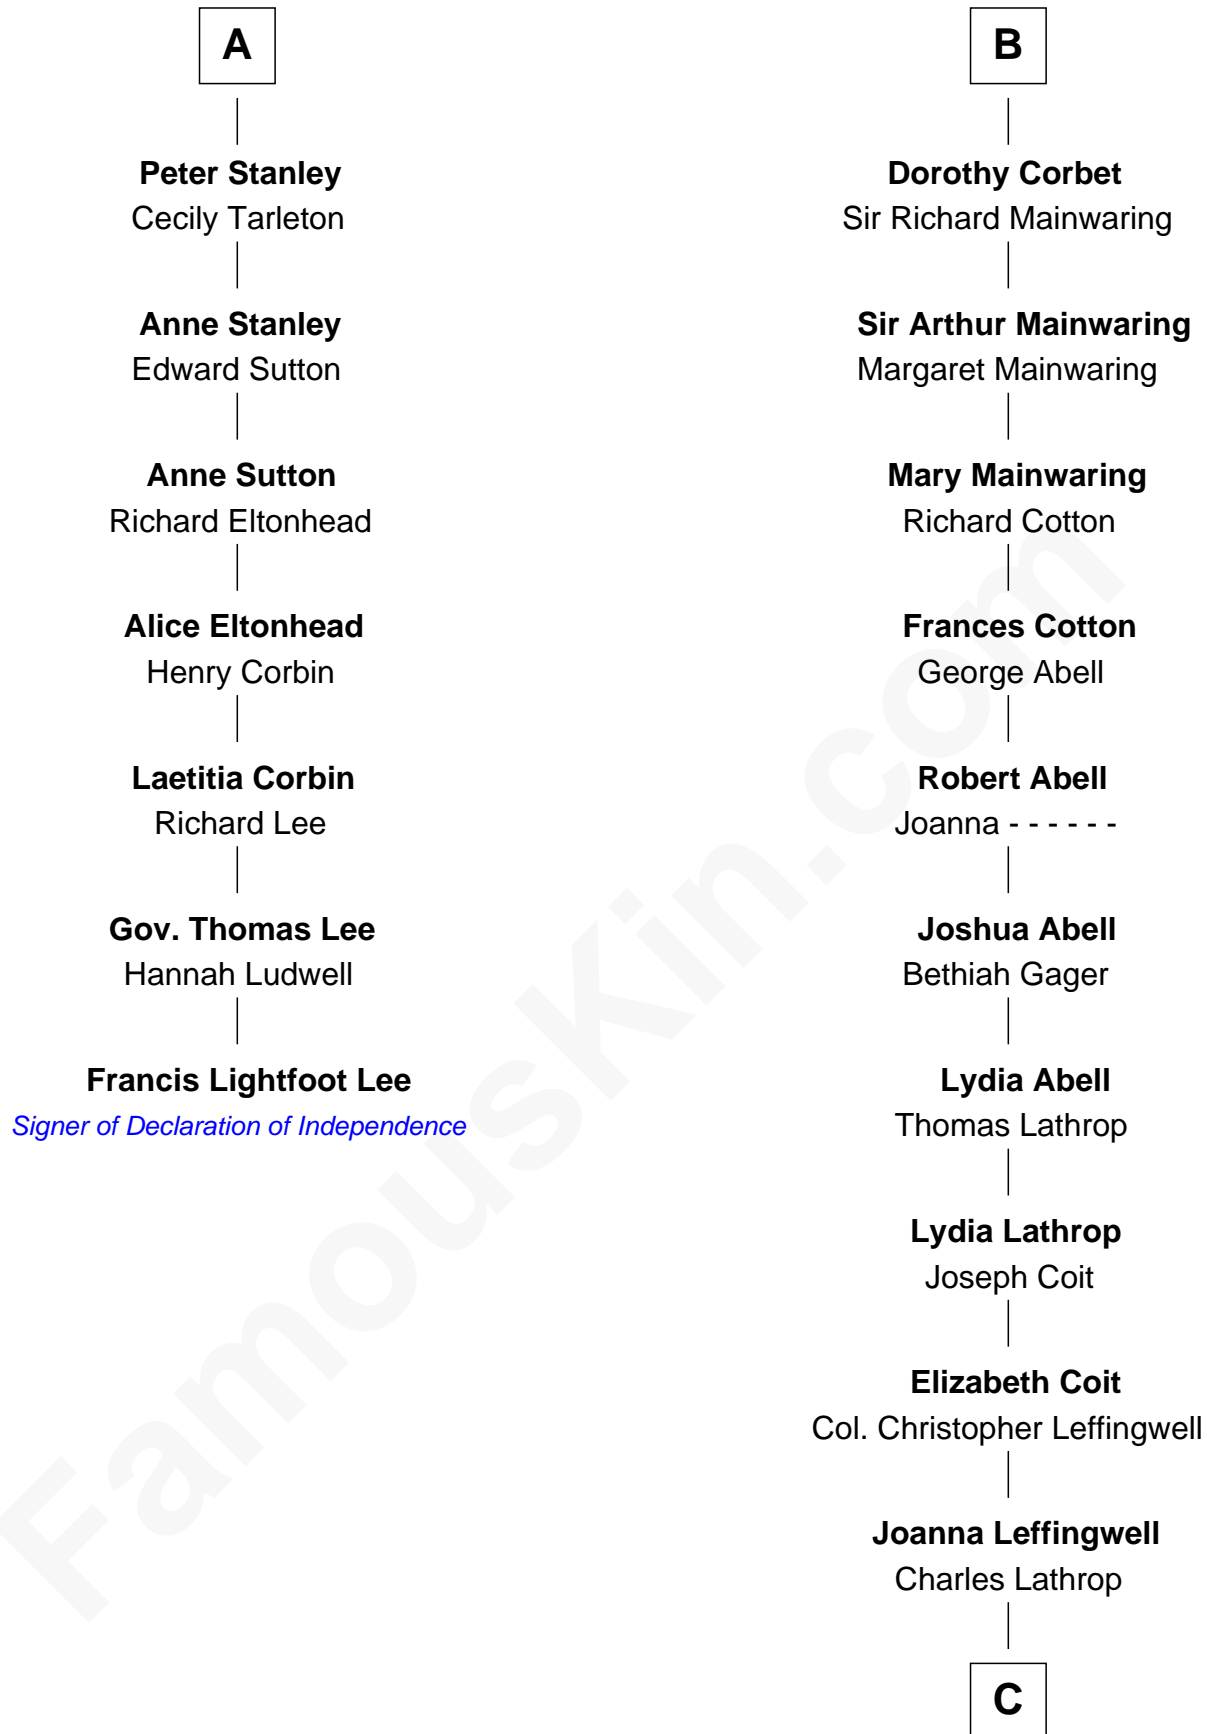 A
Peter Stanley
Cecily Tarleton
Anne Stanley
Edward Sutton
Anne Sutton
Richard Eltonhead
Alice Eltonhead
Henry Corbin
Laetitia Corbin
Richard Lee
Gov. Thomas Lee
Hannah Ludwell
Francis Lightfoot Lee
Signer of Declaration of Independence
B
Dorothy Corbet
Sir Richard Mainwaring
Sir Arthur Mainwaring
Margaret Mainwaring
Mary Mainwaring
Richard Cotton
Frances Cotton
George Abell
Robert Abell
Joanna - - - - - -
Joshua Abell
Bethiah Gager
Lydia Abell
Thomas Lathrop
Lydia Lathrop
Joseph Coit
Elizabeth Coit
Col. Christopher Leffingwell
Joanna Leffingwell
Charles Lathrop
C
FamousKin.com